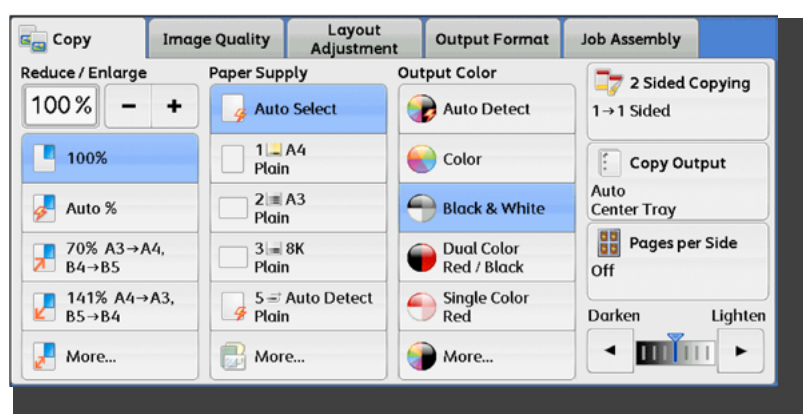 Copy
Image Quality
Layout
Adjustment
Output Format
Job Assembly
Reduce / Enlarge
100%
−
+
100%
Auto %
70% A3→A4,
B4→B5
141% A4→A3,
B5→B4
More...
Paper Supply
Auto Select
1 A4
Plain
2 A3
Plain
3 8K
Plain
5 Auto Detect
Plain
More...
Output Color
Auto Detect
Color
Black & White
Dual Color
Red / Black
Single Color
Red
More...
2 Sided Copying
1→1 Sided
Copy Output
Auto
Center Tray
Pages per Side
Off
Darken Lighten